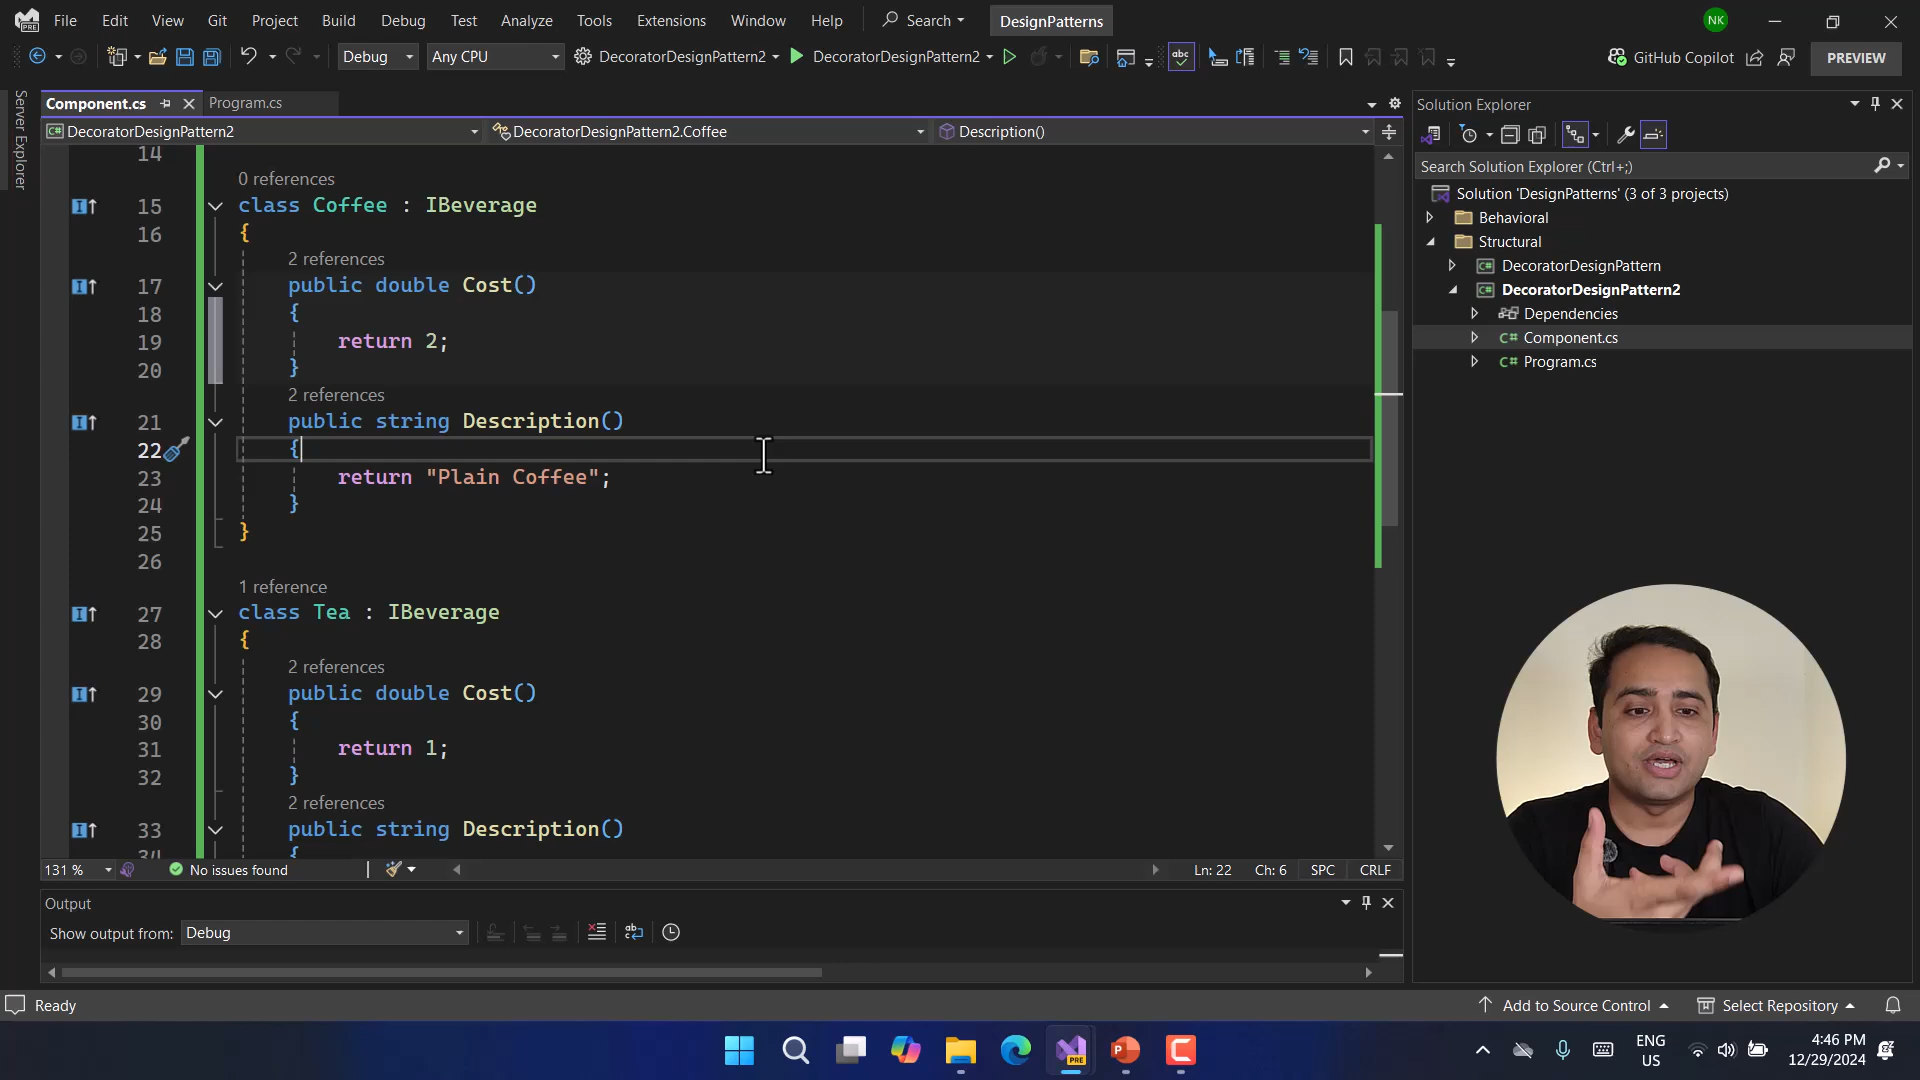 File Edit View Git Project Build Debug Test Analyze Tools Extensions Window Help Search DesignPatterns NK
Debug Any CPU DecoratorDesignPattern2 DecoratorDesignPattern2 abc GitHub Copilot PREVIEW
Server Explorer
Component.cs Program.cs
DecoratorDesignPattern2 DecoratorDesignPattern2.Coffee Description()
14
0 references
15 class Coffee : IBeverage
16 {
2 references
17 public double Cost()
18 {
19 return 2;
20 }
2 references
21 public string Description()
22 {
23 return "Plain Coffee";
24 }
25 }
26
1 reference
27 class Tea : IBeverage
28 {
2 references
29 public double Cost()
30 {
31 return 1;
32 }
2 references
33 public string Description()
34 {
131 % No issues found Ln: 22 Ch: 6 SPC CRLF
Output
Show output from: Debug
Solution Explorer
Search Solution Explorer (Ctrl+;)
Solution 'DesignPatterns' (3 of 3 projects)
Behavioral
Structural
C# DecoratorDesignPattern
C# DecoratorDesignPattern2
Dependencies
C# Component.cs
C# Program.cs
Ready Add to Source Control Select Repository
PRE
ENG
US
4:46 PM
12/29/2024